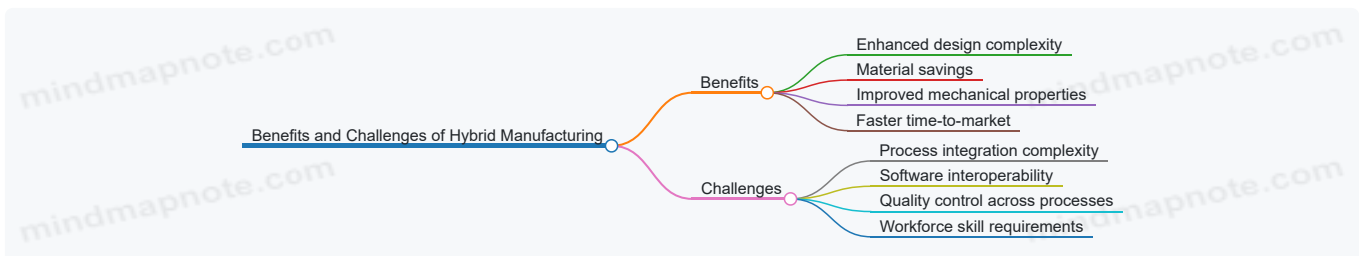 mindmapnote.com
mindmapnote.com
Enhanced design complexity
Material savings
Benefits
Improved mechanical properties
Faster time-to-market
Benefits and Challenges of Hybrid Manufacturing
Process integration complexity
Software interoperability
Challenges
Quality control across processes
Workforce skill requirements
mindmapnote.com
mindmapnote.com